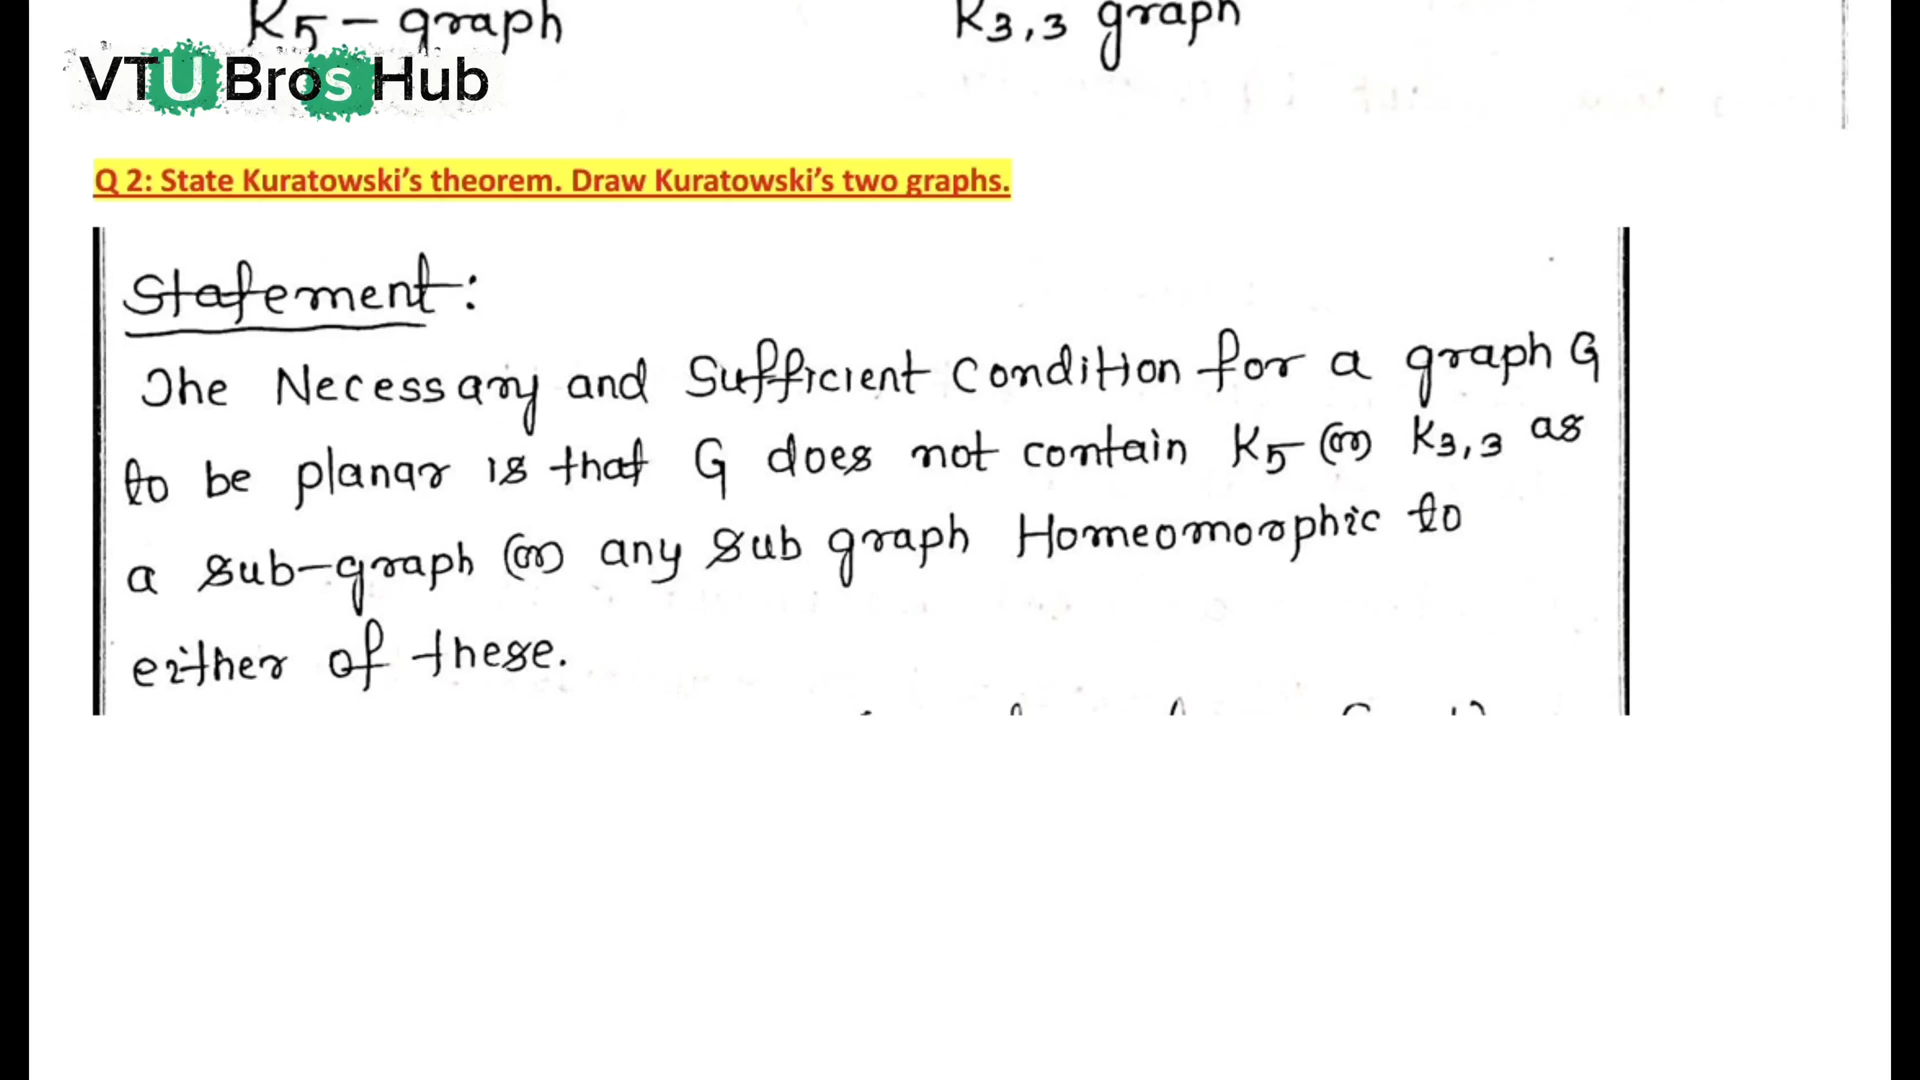 K5 - graph K3,3 graph
VTU Bros Hub
Q 2: State Kuratowski's theorem. Draw Kuratowski's two graphs.
Statement:
The Necessary and Sufficient Condition for a graph G
to be planar is that G does not contain K5 (or) K3,3 as
a sub-graph (or) any sub graph Homeomorphic to
either of these.